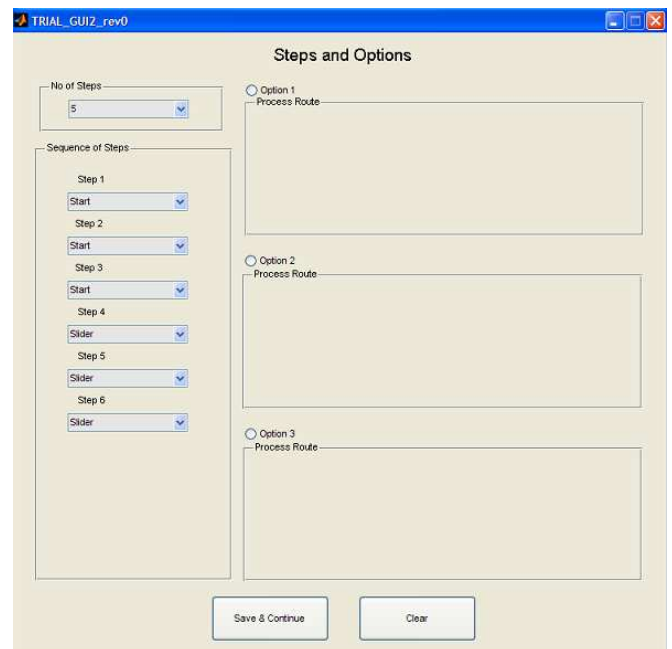 TRIAL_GUI2_rev0
Steps and Options
No of Steps
5
Sequence of Steps
Step 1
Start
Step 2
Start
Step 3
Start
Step 4
Slider
Step 5
Slider
Step 6
Slider
Option 1
Process Route
Option 2
Process Route
Option 3
Process Route
Save & Continue
Clear